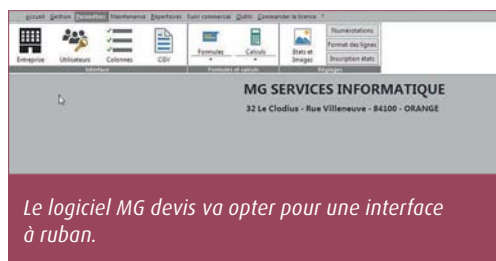 Accueil Gestion Paramètres Maintenance Répertoires Suivi commercial Outils Commander la licence ?
Entreprise Utilisateurs Colonnes CGV Formules Calculs Etats et Images Numérotations
Format des lignes
Inscription états
Interface Formules et calculs Réglages
MG SERVICES INFORMATIQUE
32 Le Clodius - Rue Villeneuve - 84100 - ORANGE
Le logiciel MG devis va opter pour une interface
à ruban.